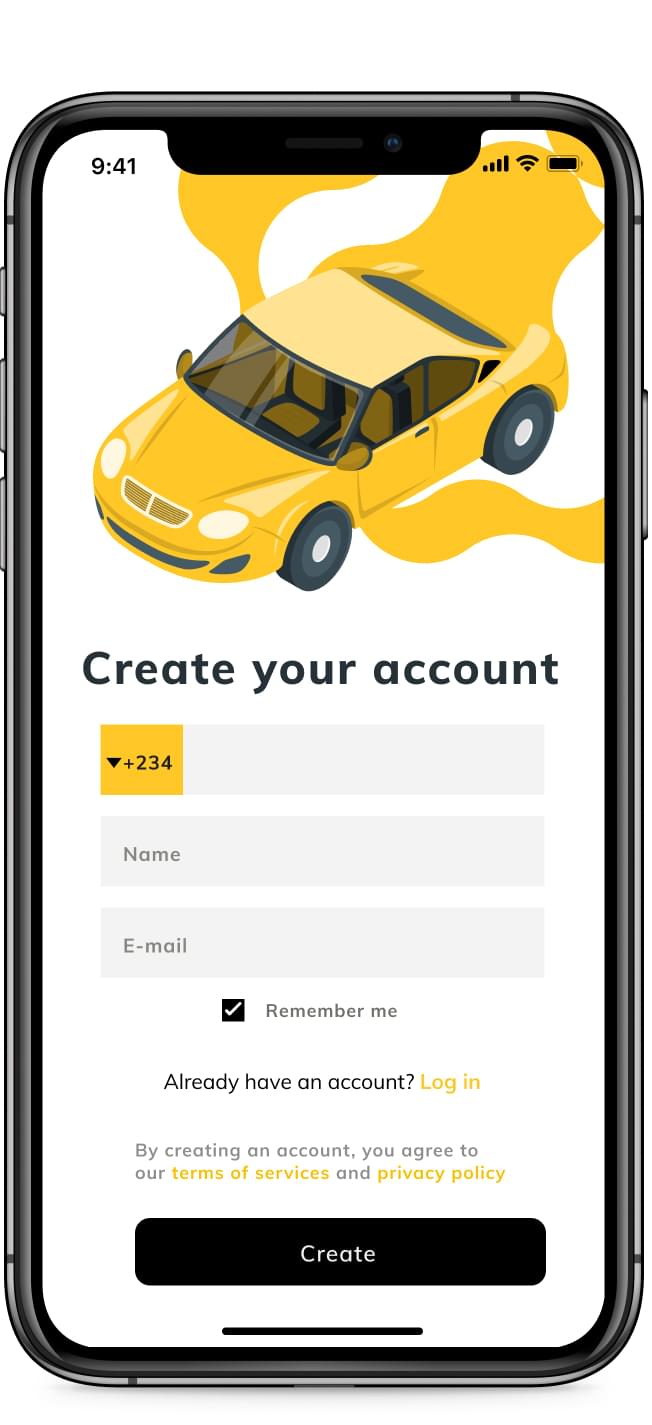 9:41
Create your account
+234
Name
E-mail
Remember me
Already have an account? Log in
By creating an account, you agree to
our terms of services and privacy policy
Create